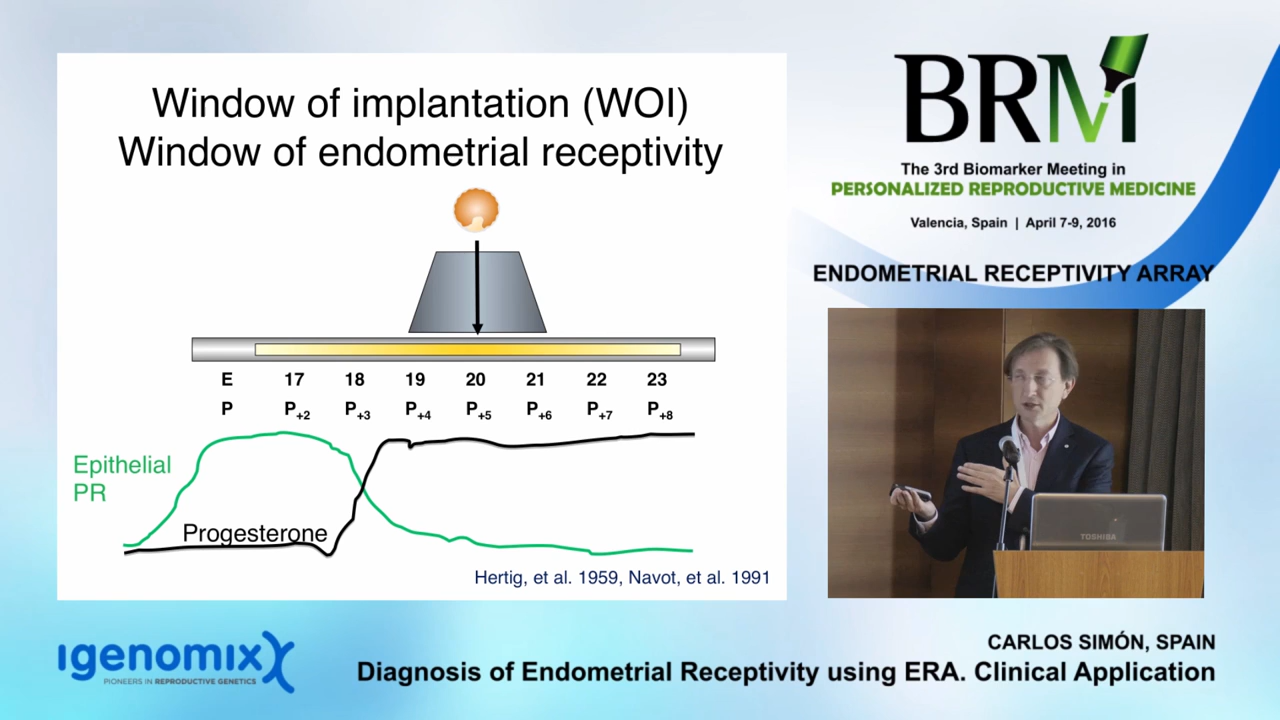 Window of implantation (WOI)
Window of endometrial receptivity
E 17 18 19 20 21 22 23
P P+2 P+3 P+4 P+5 P+6 P+7 P+8
Epithelial
PR
Progesterone
Hertig, et al. 1959, Navot, et al. 1991
BRM
The 3rd Biomarker Meeting in
PERSONALIZED REPRODUCTIVE MEDICINE
Valencia, Spain | April 7-9, 2016
ENDOMETRIAL RECEPTIVITY ARRAY
TOSHIBA
igenomix
PIONEERS IN REPRODUCTIVE GENETICS
CARLOS SIMÓN, SPAIN
Diagnosis of Endometrial Receptivity using ERA. Clinical Application